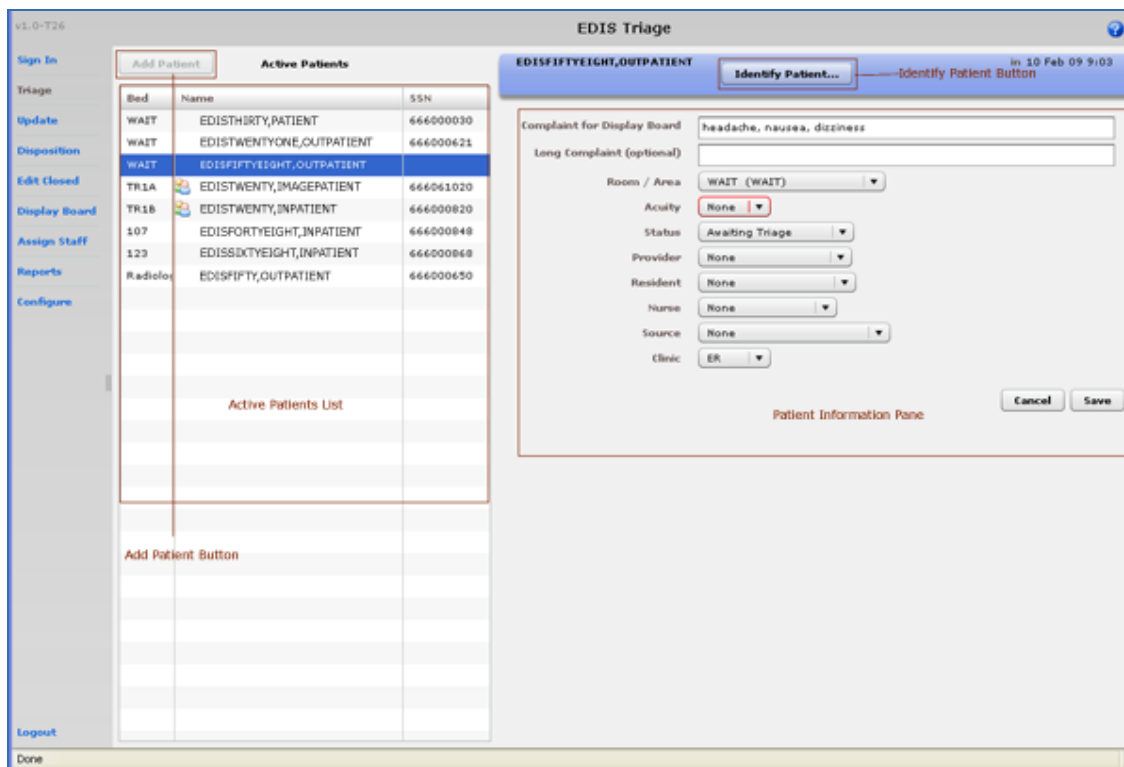 v1.0-T26
EDIS Triage
Sign In
Triage
Update
Disposition
Edit Closed
Display Board
Assign Staff
Reports
Configure
Logout
Add Patient
Active Patients
Bed Name SSN
WAIT EDISTHIRTY,PATIENT 666000030
WAIT EDISTWENTYONE,OUTPATIENT 666000621
WAIT EDISFIFTYEIGHT,OUTPATIENT
TR1A EDISTWENTY,IMAGEPATIENT 666061020
TR1B EDISTWENTY,INPATIENT 666000820
107 EDISFORTYEIGHT,INPATIENT 666000848
123 EDISSIXTYEIGHT,INPATIENT 666000868
Radiolog EDISFIFTY,OUTPATIENT 666000650
Active Patients List
Add Patient Button
EDISFIFTYEIGHT,OUTPATIENT
Identify Patient...
in 10 Feb 09 9:03
Identify Patient Button
Complaint for Display Board headache, nausea, dizziness
Long Complaint (optional)
Room / Area WAIT (WAIT)
Acuity None
Status Awaiting Triage
Provider None
Resident None
Nurse None
Source None
Clinic ER
Cancel Save
Patient Information Pane
Done